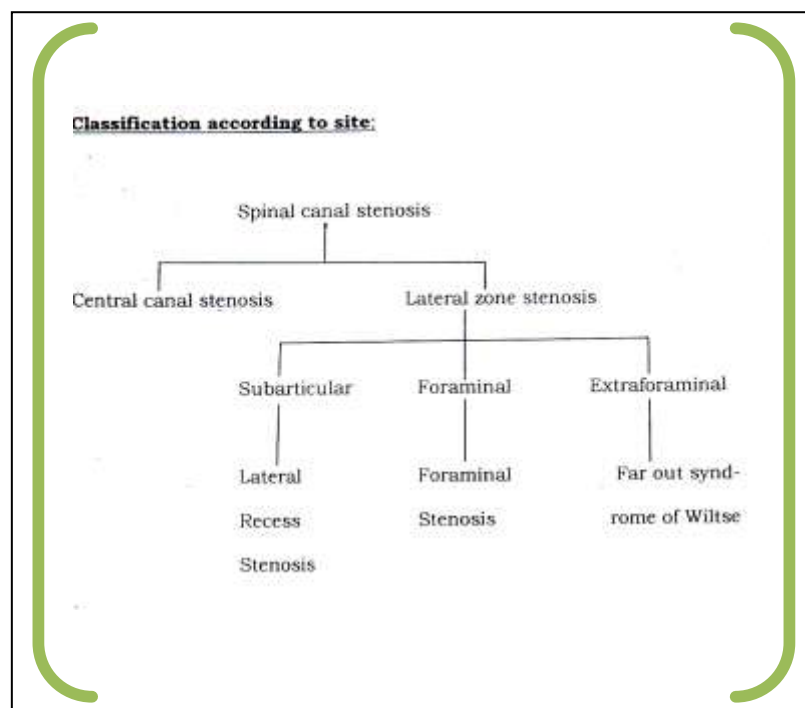 Classification according to site:
Spinal canal stenosis
Central canal stenosis Lateral zone stenosis
Subarticular Foraminal Extraforaminal
Lateral Foraminal Far out synd-
Recess Stenosis rome of Wiltse
Stenosis